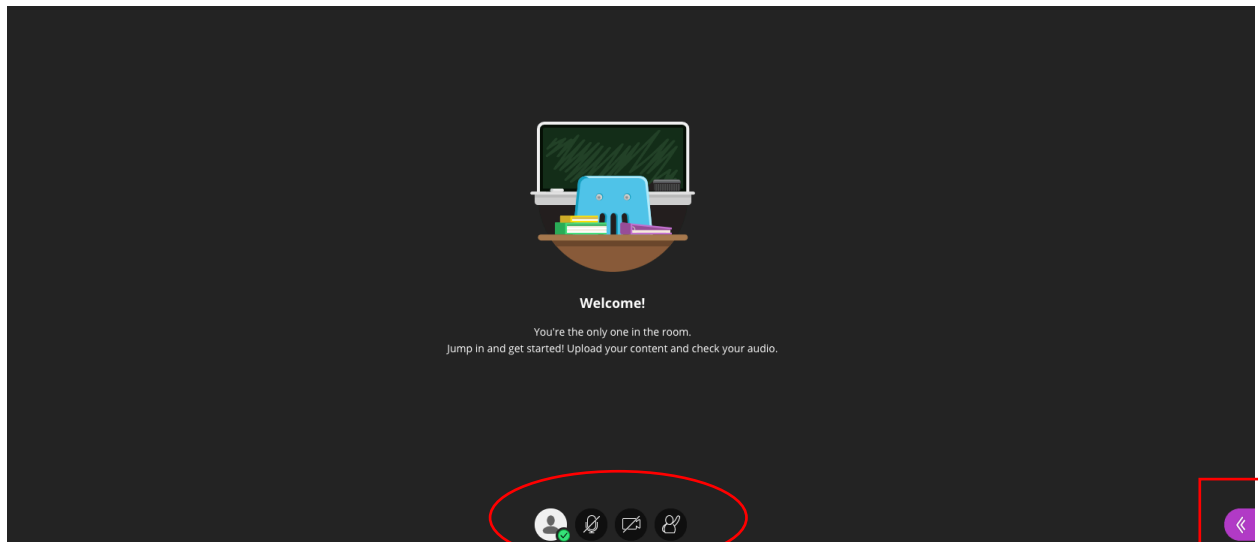 Welcome!
You're the only one in the room.
Jump in and get started! Upload your content and check your audio.